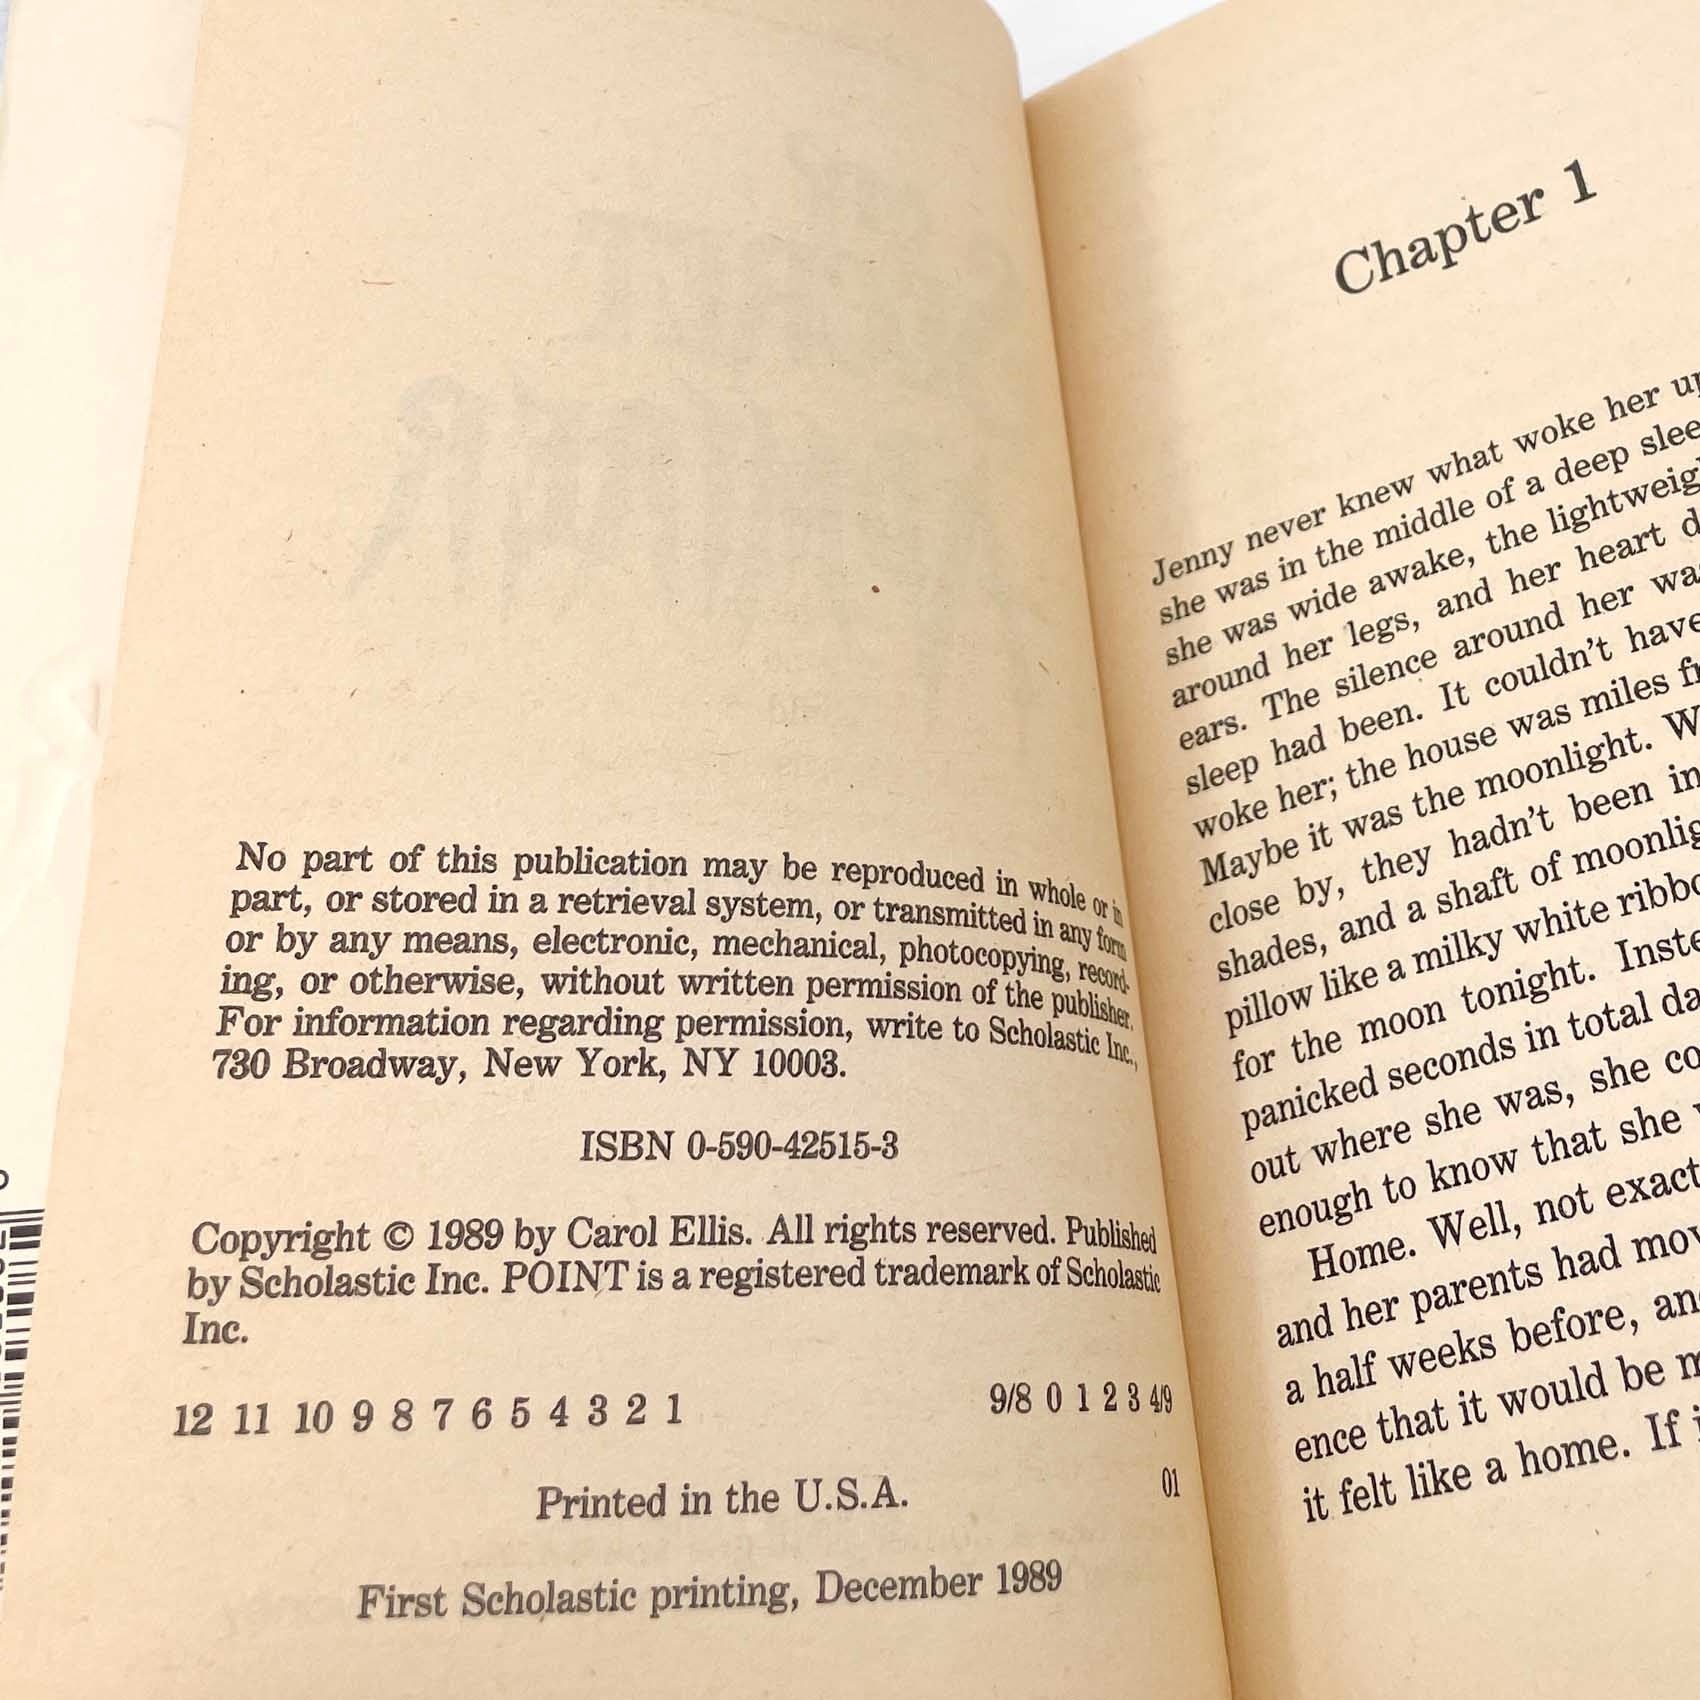 No part of this publication may be reproduced in whole or in
part, or stored in a retrieval system, or transmitted in any form
or by any means, electronic, mechanical, photocopying, record-
ing, or otherwise, without written permission of the publisher.
For information regarding permission, write to Scholastic Inc.,
730 Broadway, New York, NY 10003.
ISBN 0-590-42515-3
Copyright © 1989 by Carol Ellis. All rights reserved. Published
by Scholastic Inc. POINT is a registered trademark of Scholastic
Inc.
12 11 10 9 8 7 6 5 4 3 2 1 9/8 0 1 2 3 4/9
Printed in the U.S.A. 01
First Scholastic printing, December 1989
Chapter 1
Jenny never knew what woke her up
she was in the middle of a deep
she was wide awake, the
around her legs, and her heart
ears. The silence around her
sleep had been. It couldn't have
woke her; the house was miles
Maybe it was the moonlight.
close by, they hadn't been
shades, and a shaft of
pillow like a milky white
for the moon tonight.
panicked seconds in total
out where she was, she
enough to know that she
Home. Well, not
and her parents had
a half weeks before,
ence that it would be
it felt like a home. If